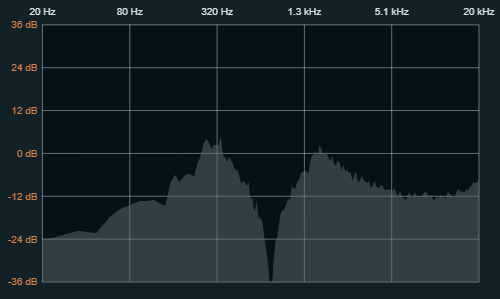 20 Hz 80 Hz 320 Hz 1.3 kHz 5.1 kHz 20 kHz
36 dB
24 dB
12 dB
0 dB
-12 dB
-24 dB
-36 dB